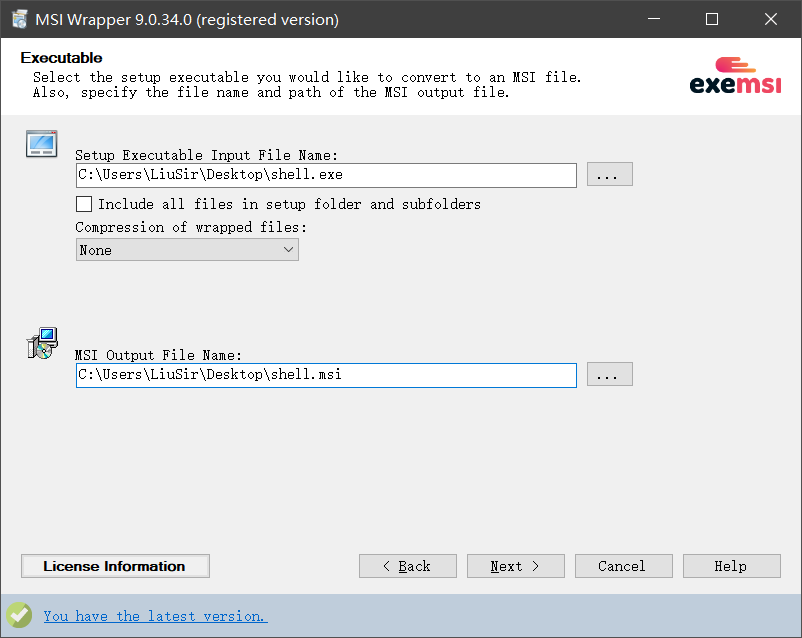 MSI Wrapper 9.0.34.0 (registered version)
Executable
Select the setup executable you would like to convert to an MSI file.
Also, specify the file name and path of the MSI output file.
exemsi
Setup Executable Input File Name:
C:\Users\LiuSir\Desktop\shell.exe
...
Include all files in setup folder and subfolders
Compression of wrapped files:
None
MSI Output File Name:
C:\Users\LiuSir\Desktop\shell.msi
...
License Information
< Back
Next >
Cancel
Help
You have the latest version.